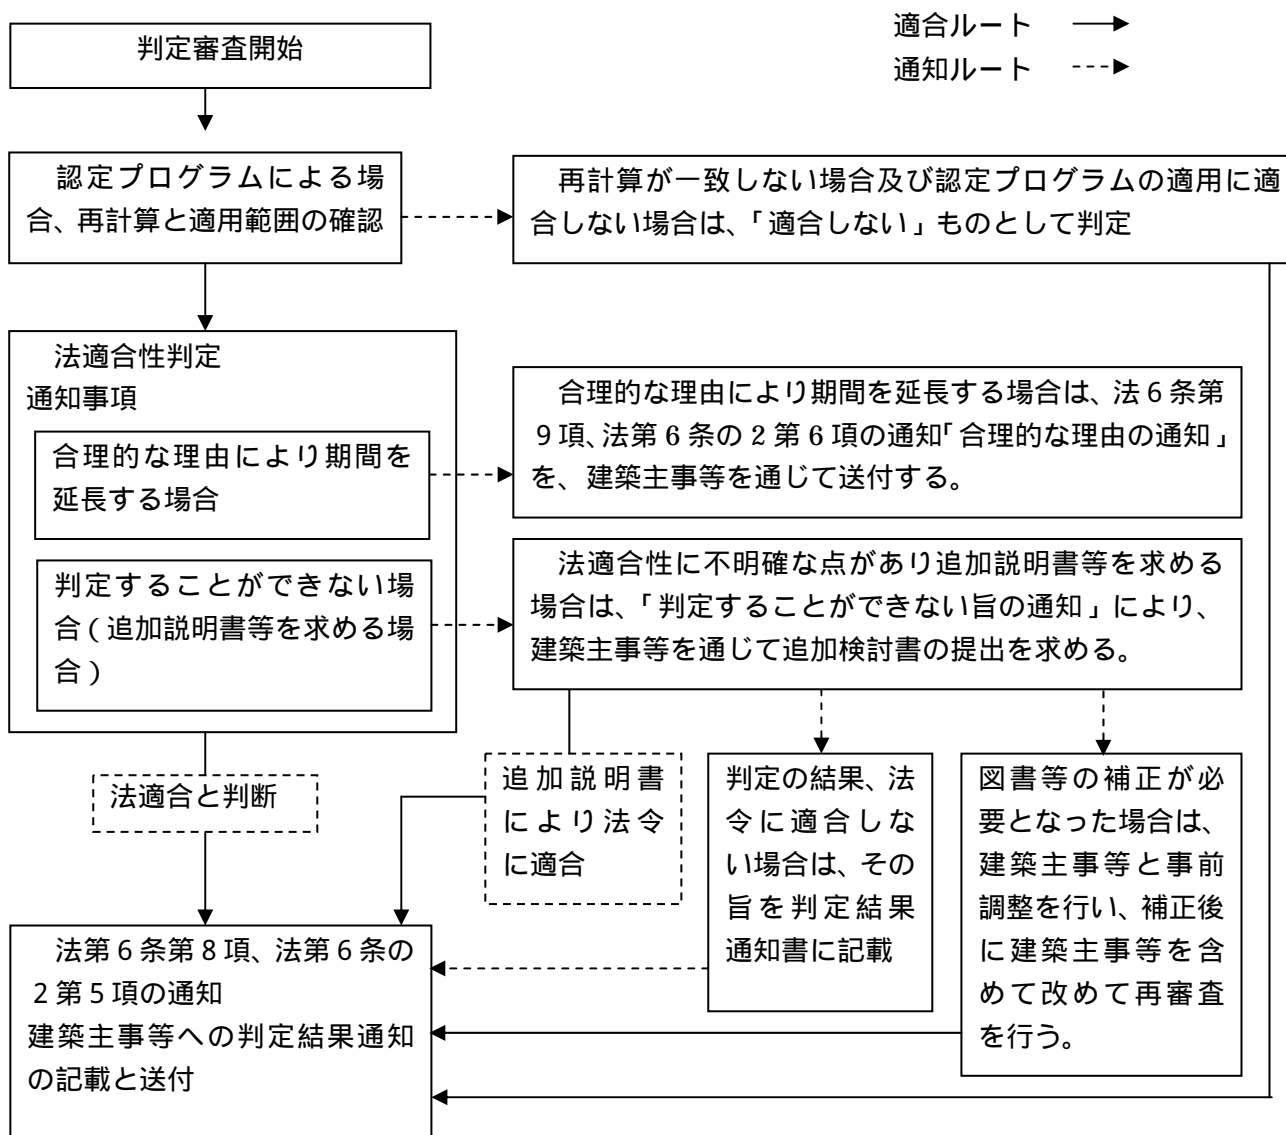 適合ルート
通知ルート
判定審査開始
認定プログラムによる場
合、再計算と適用範囲の確認
再計算が一致しない場合及び認定プログラムの適用に適
合しない場合は、「適合しない」ものとして判定
法適合性判定
通知事項
合理的な理由により期間を
延長する場合
合理的な理由により期間を延長する場合は、法6条第
9項、法第6条の2第6項の通知「合理的な理由の通知」
を、建築主事等を通じて送付する。
判定することができない場
合(追加説明書等を求める場
合)
法適合性に不明確な点があり追加説明書等を求める
場合は、「判定することができない旨の通知」により、
建築主事等を通じて追加検討書の提出を求める。
法適合と判断
追加説明書
により法令
に適合
判定の結果、法
令に適合しな
い場合は、その
旨を判定結果
通知書に記載
図書等の補正が必
要となった場合は、
建築主事等と事前
調整を行い、補正後
に建築主事等を含
めて改めて再審査
を行う。
法第6条第8項、法第6条の
2第5項の通知
建築主事等への判定結果通知
の記載と送付